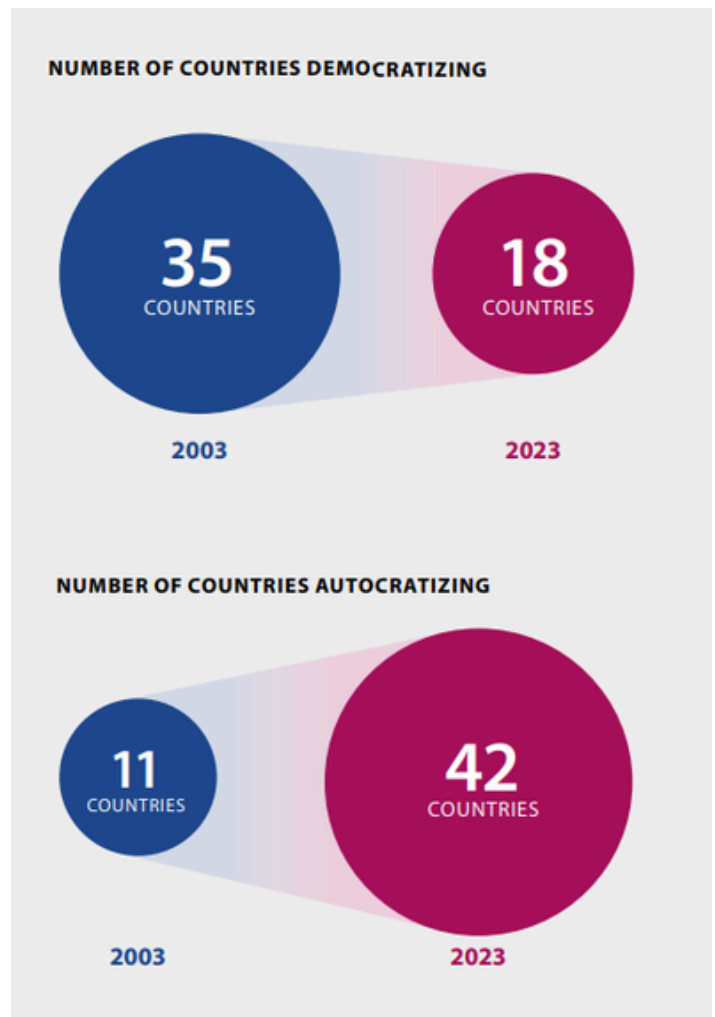 NUMBER OF COUNTRIES DEMOCRATIZING
35
COUNTRIES
18
COUNTRIES
2003
2023
NUMBER OF COUNTRIES AUTOCRATIZING
11
COUNTRIES
42
COUNTRIES
2003
2023